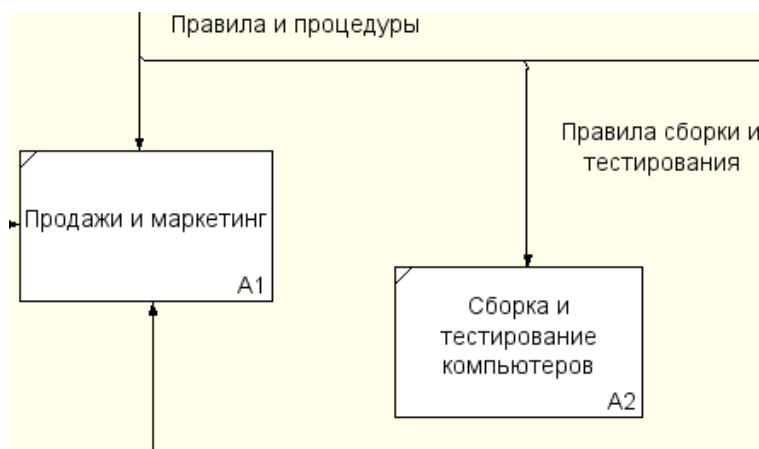 Правила и процедуры
Правила сборки и
тестирования
Продажи и маркетинг
A1
Сборка и
тестирование
компьютеров
A2